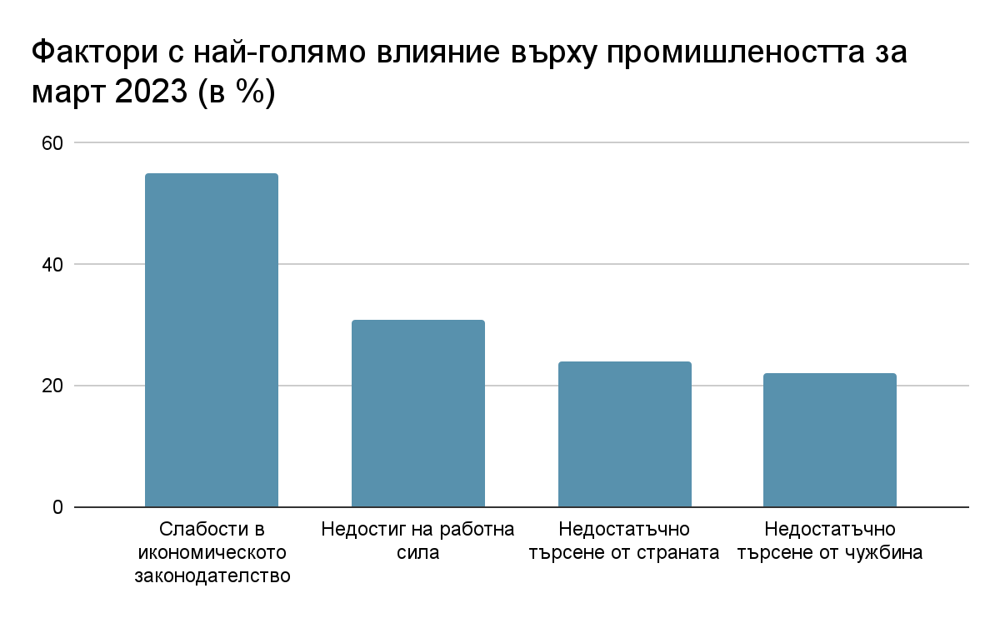 Фактори с най-голямо влияние върху промишлеността за
март 2023 (в %)
60
40
20
0
Слабости в
икономическото
законодателство
Недостиг на работна
сила
Недостатъчно
търсене от страната
Недостатъчно
търсене от чужбина